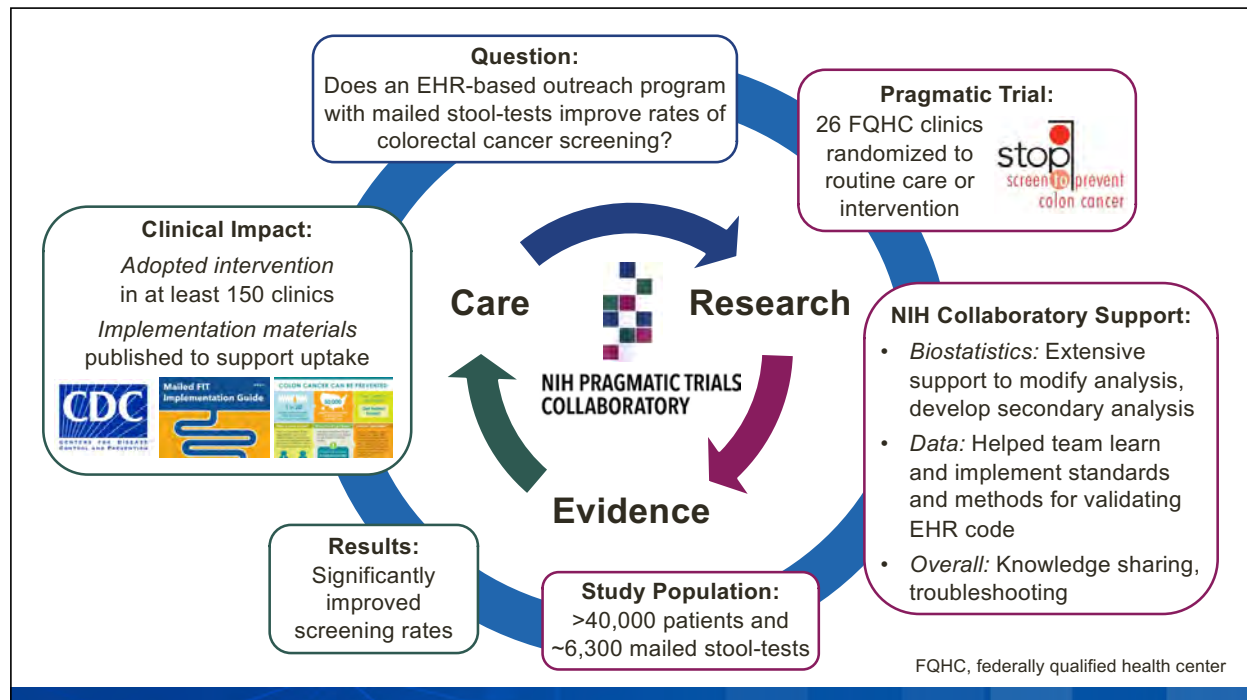 Question:
Does an EHR-based outreach program
with mailed stool-tests improve rates of
colorectal cancer screening?
Pragmatic Trial:
26 FQHC clinics
randomized to
routine care or
intervention
stop
screen to prevent
colon cancer
Clinical Impact:
Adopted intervention
in at least 150 clinics
Implementation materials
published to support uptake
CDC
CENTERS FOR DISEASE
CONTROL AND PREVENTION
Mailed FIT
Implementation Guide
COLON CANCER CAN BE PREVENTED
Care
Research
NIH PRAGMATIC TRIALS
COLLABORATORY
Evidence
NIH Collaboratory Support:
• Biostatistics: Extensive
support to modify analysis,
develop secondary analysis
• Data: Helped team learn
and implement standards
and methods for validating
EHR code
• Overall: Knowledge sharing,
troubleshooting
Results:
Significantly
improved
screening rates
Study Population:
>40,000 patients and
~6,300 mailed stool-tests
FQHC, federally qualified health center